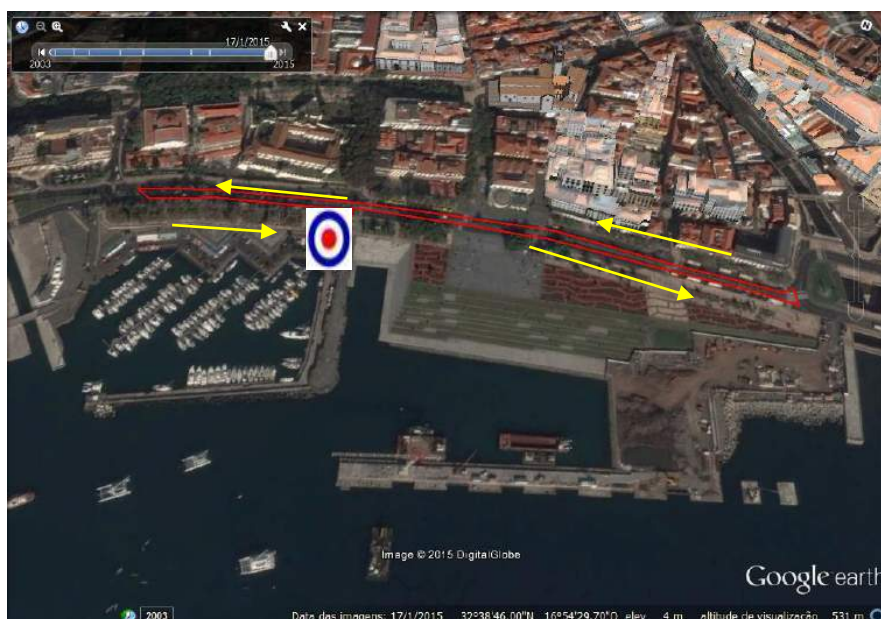 17/1/2015
2003
2015
Image © 2015 DigitalGlobe
Google earth
2003
Data das imagens: 17/1/2015 32°38'46.00"N 16°54'29.70"O elev 4 m altitude de visualização 531 m